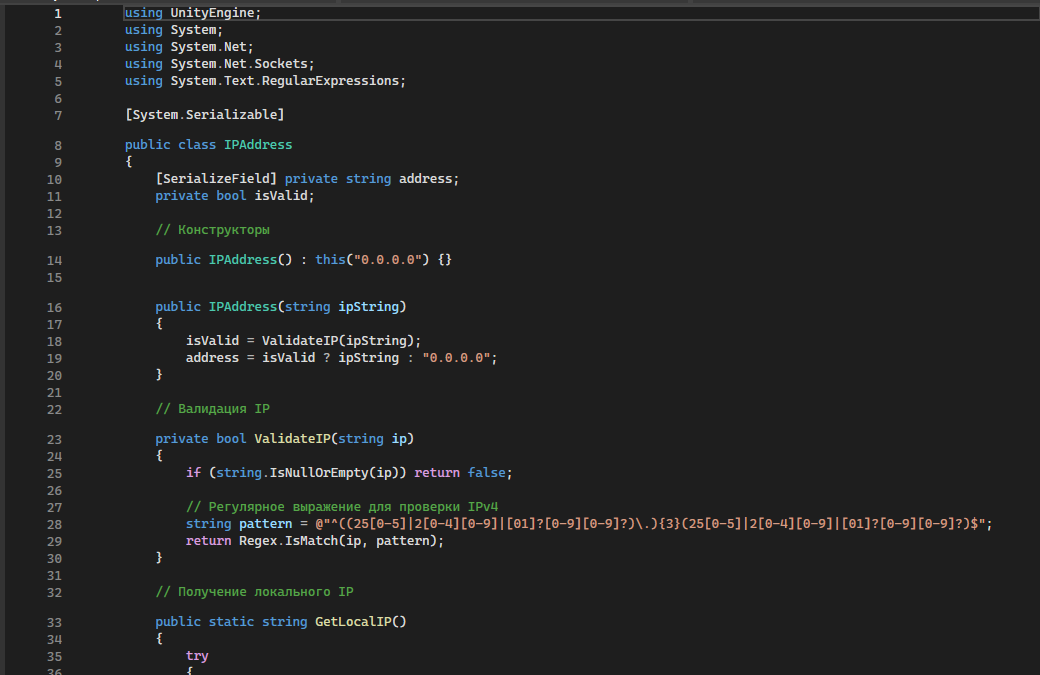 1 using UnityEngine;
2 using System;
3 using System.Net;
4 using System.Net.Sockets;
5 using System.Text.RegularExpressions;
6
7 [System.Serializable]
8 public class IPAddress
9 {
10 [SerializeField] private string address;
11 private bool isValid;
12
13 // Конструкторы
14 public IPAddress() : this("0.0.0.0") {}
15
16 public IPAddress(string ipString)
17 {
18 isValid = ValidateIP(ipString);
19 address = isValid ? ipString : "0.0.0.0";
20 }
21
22 // Валидация IP
23 private bool ValidateIP(string ip)
24 {
25 if (string.IsNullOrEmpty(ip)) return false;
26
27 // Регулярное выражение для проверки IPv4
28 string pattern = @"^((25[0-5]|2[0-4][0-9]|[01]?[0-9][0-9]?)\.){3}(25[0-5]|2[0-4][0-9]|[01]?[0-9][0-9]?)$";
29 return Regex.IsMatch(ip, pattern);
30 }
31
32 // Получение локального IP
33 public static string GetLocalIP()
34 {
35 try
36 {